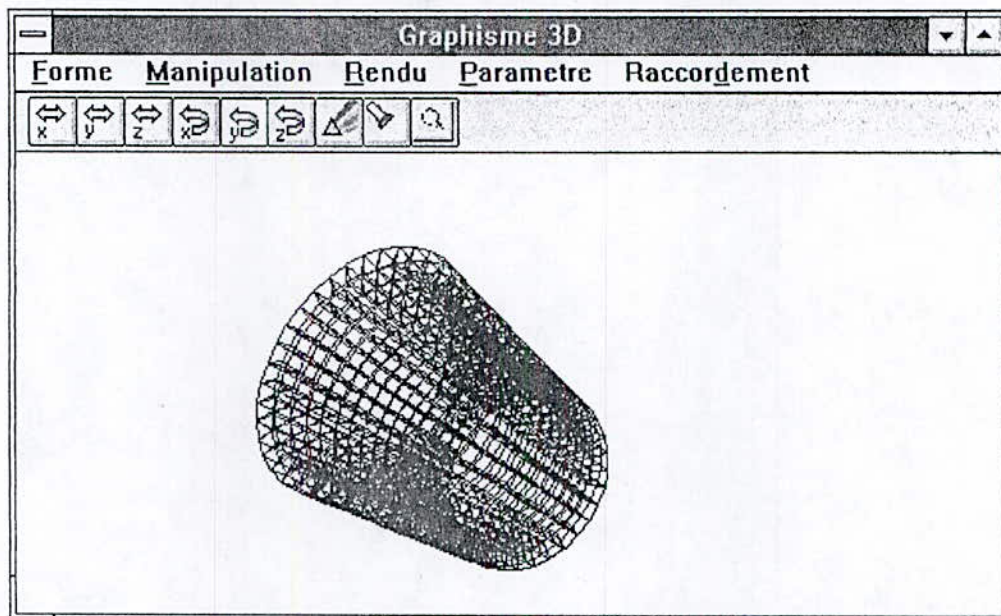 Graphisme 3D
Forme Manipulation Rendu Parametre Raccordement
x y z x y z